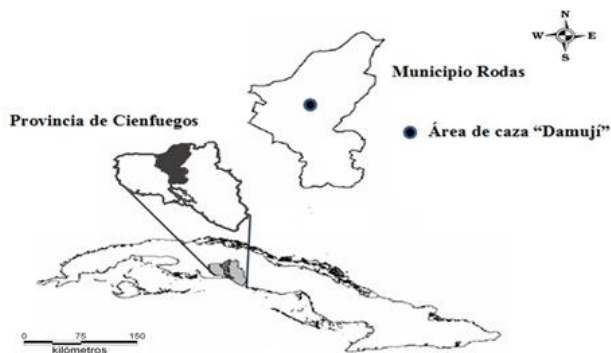 N
W E
S
Municipio Rodas
Provincia de Cienfuegos
Área de caza “Damují”
0 75 150
kilómetros